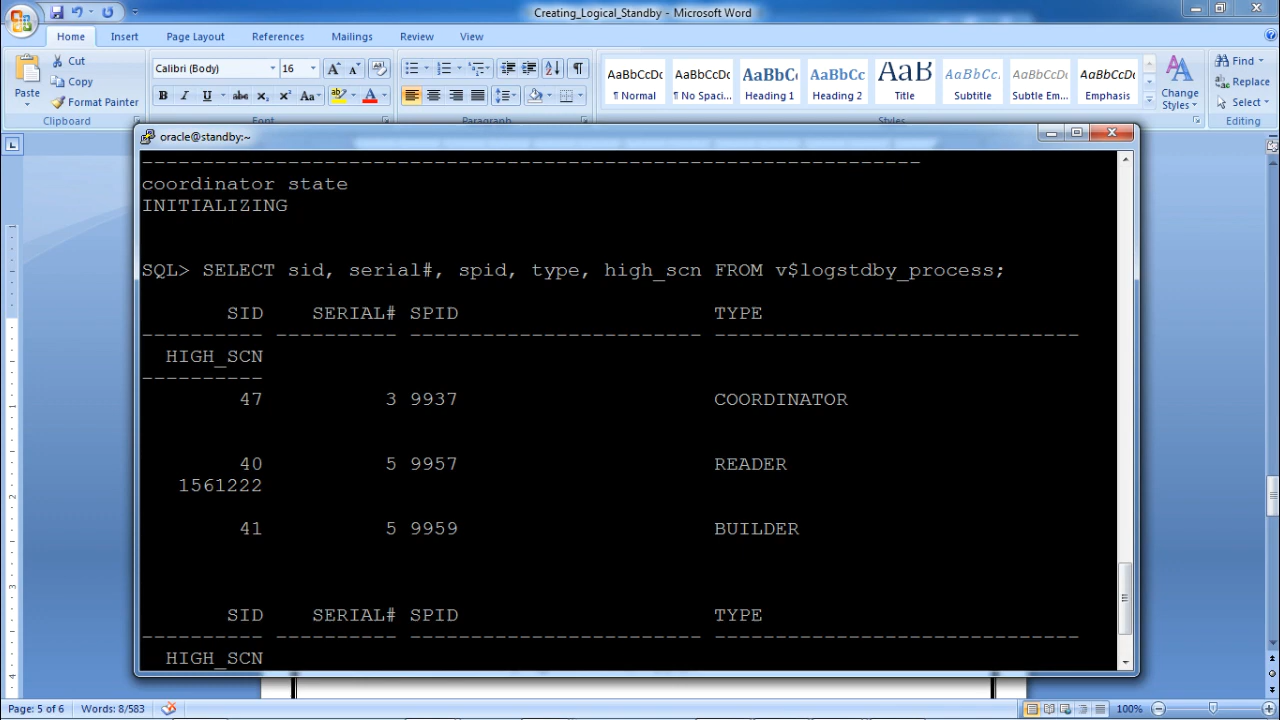 Creating_Logical_Standby - Microsoft Word
Home Insert Page Layout References Mailings Review View
Paste
Cut
Copy
Format Painter
Clipboard
Calibri (Body) 16
Font
Paragraph
AaBbCcDc AaBbCcDc AaBbCc AaBbCc AaB AaBbCc. AaBbCcDc AaBbCcDc
¶ Normal ¶ No Spaci... Heading 1 Heading 2 Title Subtitle Subtle Em... Emphasis
Styles
Change Styles
Find
Replace
Select
Editing
oracle@standby:~
----------------------------------------------------------------
coordinator state
INITIALIZING
SQL> SELECT sid, serial#, spid, type, high_scn FROM v$logstdby_process;
SID SERIAL# SPID TYPE
---------- ---------- ------------------------ ------------------------------
HIGH_SCN
----------
47 3 9937 COORDINATOR
40 5 9957 READER
1561222
41 5 9959 BUILDER
SID SERIAL# SPID TYPE
---------- ---------- ------------------------ ------------------------------
HIGH_SCN
Page: 5 of 6 Words: 8/583 100%